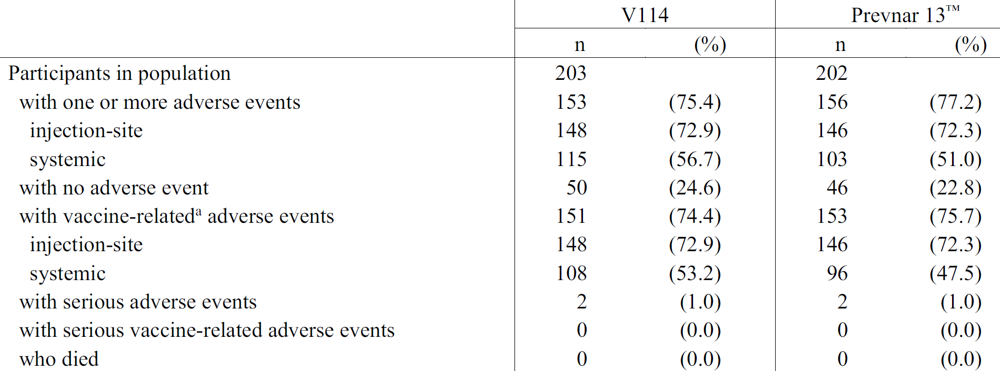 V114 Prevnar 13™
n (%) n (%)
Participants in population 203 202
with one or more adverse events 153 (75.4) 156 (77.2)
injection-site 148 (72.9) 146 (72.3)
systemic 115 (56.7) 103 (51.0)
with no adverse event 50 (24.6) 46 (22.8)
with vaccine-relatedᵃ adverse events 151 (74.4) 153 (75.7)
injection-site 148 (72.9) 146 (72.3)
systemic 108 (53.2) 96 (47.5)
with serious adverse events 2 (1.0) 2 (1.0)
with serious vaccine-related adverse events 0 (0.0) 0 (0.0)
who died 0 (0.0) 0 (0.0)